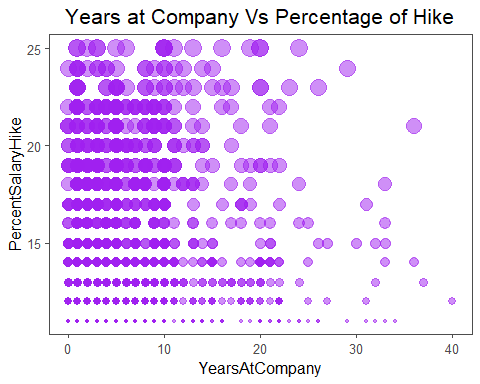 Years at Company Vs Percentage of Hike
25
20
15
PercentSalaryHike
0 10 20 30 40
YearsAtCompany